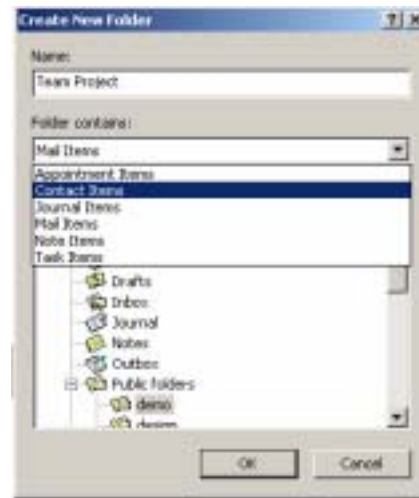 Create New Folder
Name:
Team Project
Folder contains:
Mail Items
Appointment Items
Contact Items
Journal Items
Mail Items
Note Items
Task Items
Drafts
Inbox
Journal
Notes
Outbox
Public folders
demo
design
OK
Cancel